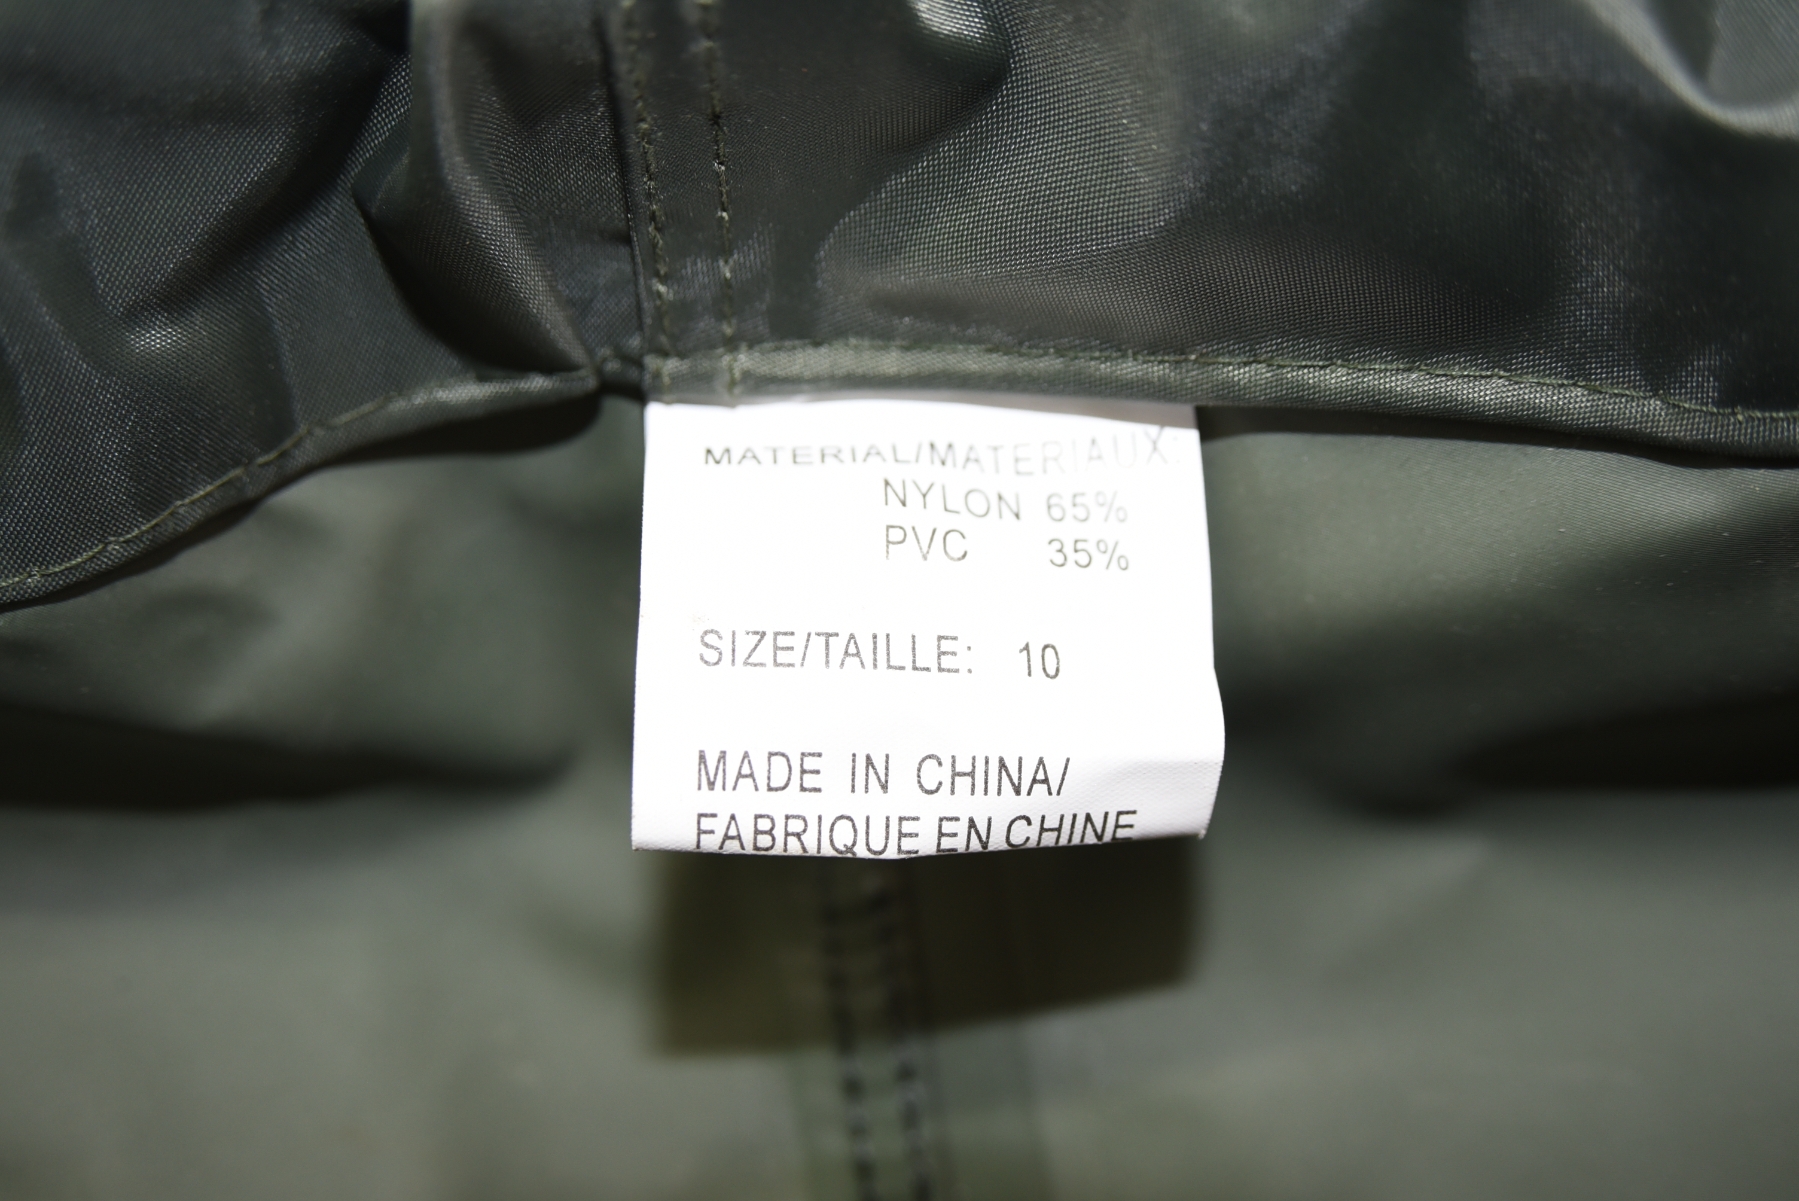 MATERIAL/MATERIAUX:
NYLON 65%
PVC 35%
SIZE/TAILLE: 10
MADE IN CHINA/
FABRIQUE EN CHINE